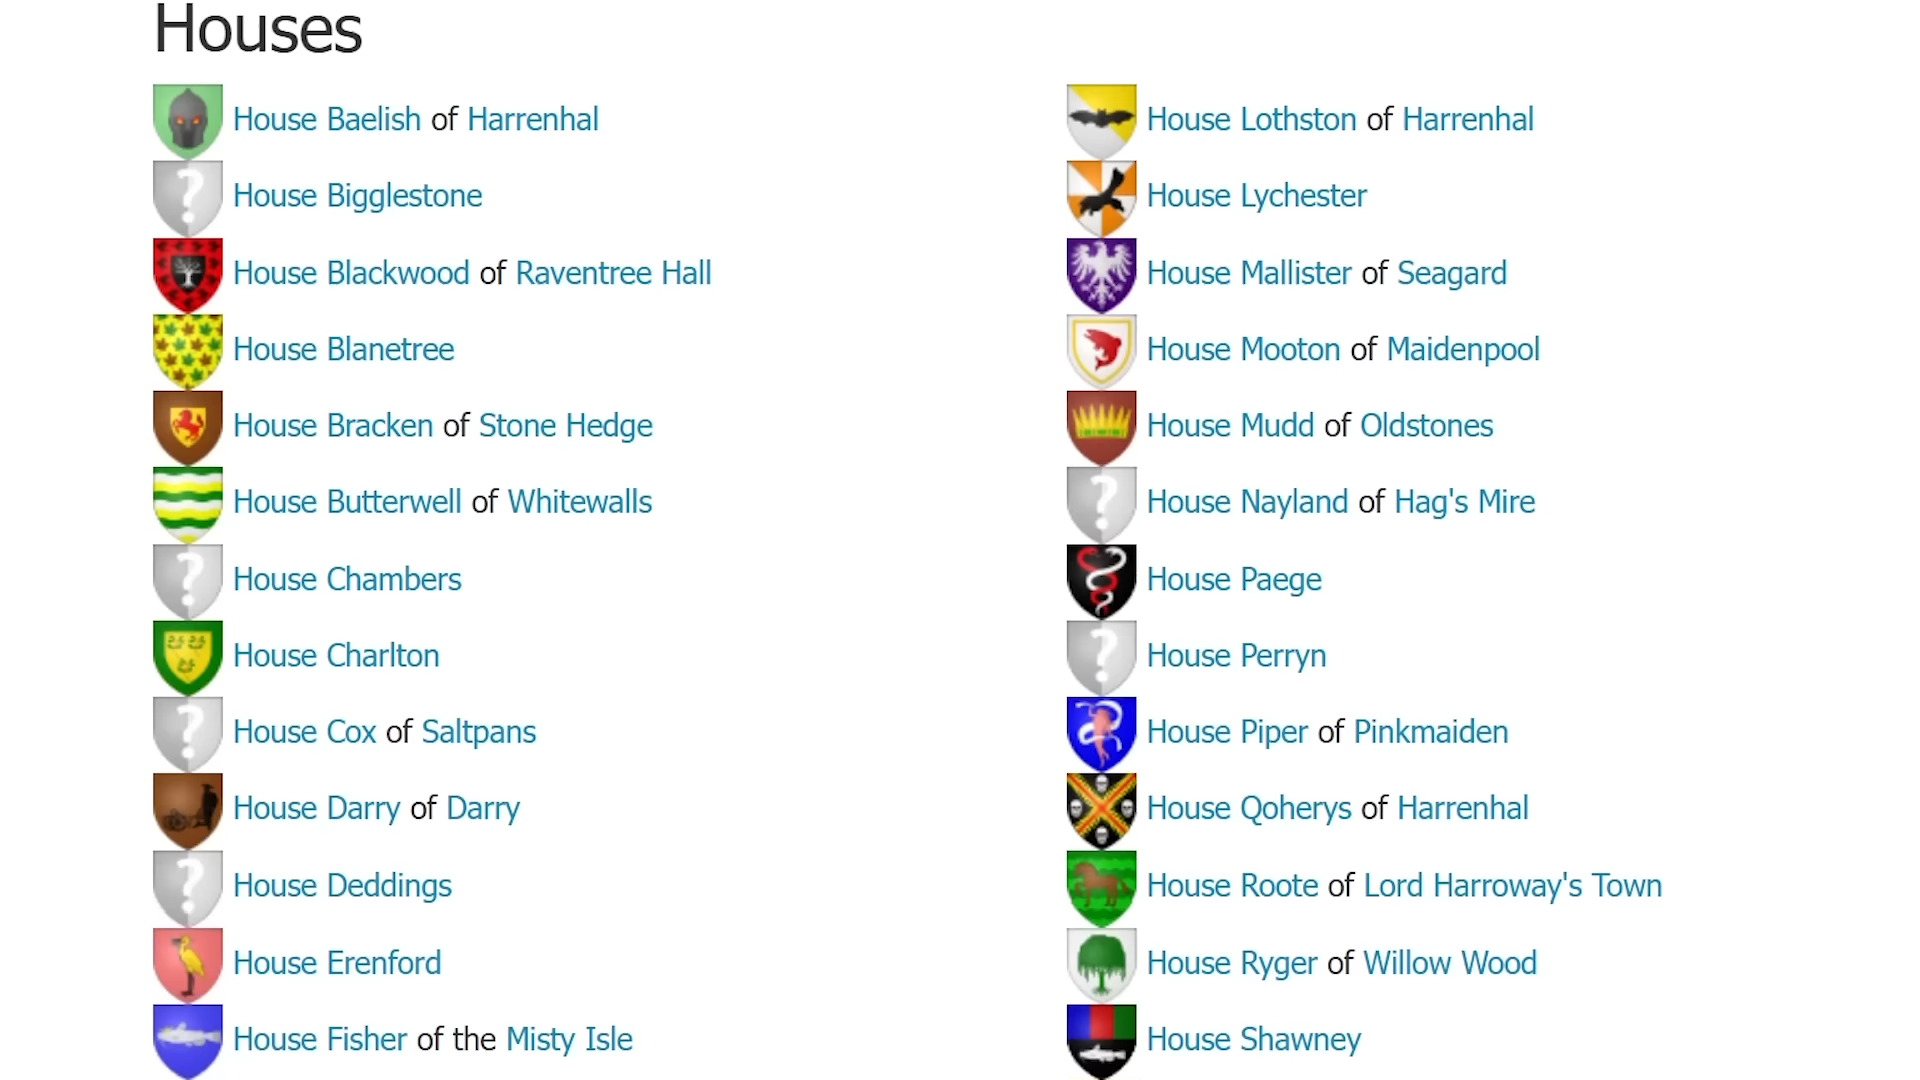 Houses
House Baelish of Harrenhal
House Bigglestone
House Blackwood of Raventree Hall
House Blanetree
House Bracken of Stone Hedge
House Butterwell of Whitewalls
House Chambers
House Charlton
House Cox of Saltpans
House Darry of Darry
House Deddings
House Erenford
House Fisher of the Misty Isle
House Lothston of Harrenhal
House Lychester
House Mallister of Seagard
House Mooton of Maidenpool
House Mudd of Oldstones
House Nayland of Hag's Mire
House Paege
House Perryn
House Piper of Pinkmaiden
House Qoherys of Harrenhal
House Roote of Lord Harroway's Town
House Ryger of Willow Wood
House Shawney